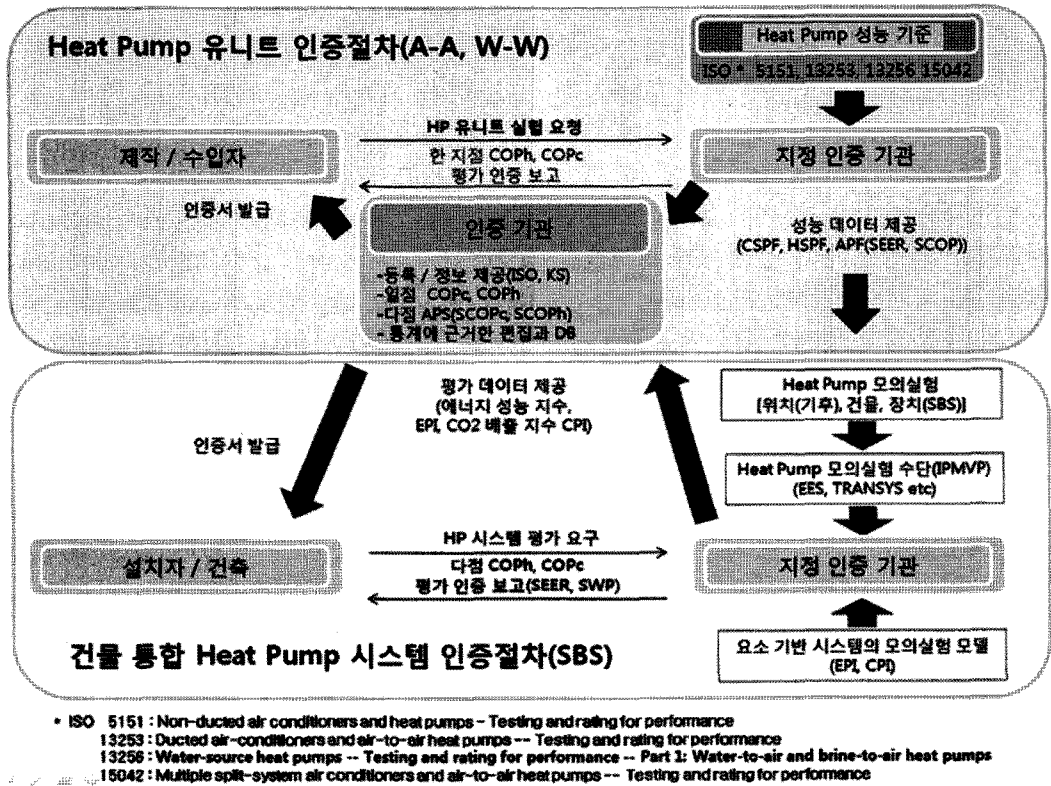 Heat Pump 유니트 인증절차(A-A, W-W)
Heat Pump 성능 기준
ISO * 5151, 13253, 13256 15042
제작 / 수입자
HP 유니트 실험 요청
한 지점 COPh, COPc
평가 인증 보고
지정 인증 기관
인증서 발급
인증 기관
-등록 / 정보 제공(ISO, KS)
-일점 COPc, COPh
-다점 APS(SCOPc, SCOPh)
- 통계에 근거한 편집과 DB
성능 데이터 제공
(CSPF, HSPF, APF(SEER, SCOP))
인증서 발급
평가 데이터 제공
(에너지 성능 지수,
EPI, CO2 배출 지수 CPI)
Heat Pump 모의실험
[위치(기후), 건물, 장치(SBS)]
Heat Pump 모의실험 수단(IPMVP)
(EES, TRANSYS etc)
설치자 / 건축
HP 시스템 평가 요구
다점 COPh, COPc
평가 인증 보고(SEER, SWP)
지정 인증 기관
요소 기반 시스템의 모의실험 모델
(EPI, CPI)
건물 통합 Heat Pump 시스템 인증절차(SBS)
* ISO 5151 : Non-ducted air conditioners and heat pumps - Testing and rating for performance
13253 : Ducted air-conditioners and air-to-air heat pumps -- Testing and rating for performance
13256 : Water-source heat pumps -- Testing and rating for performance -- Part 1: Water-to-air and brine-to-air heat pumps
15042 : Multiple split-system air conditioners and air-to-air heat pumps -- Testing and rating for performance